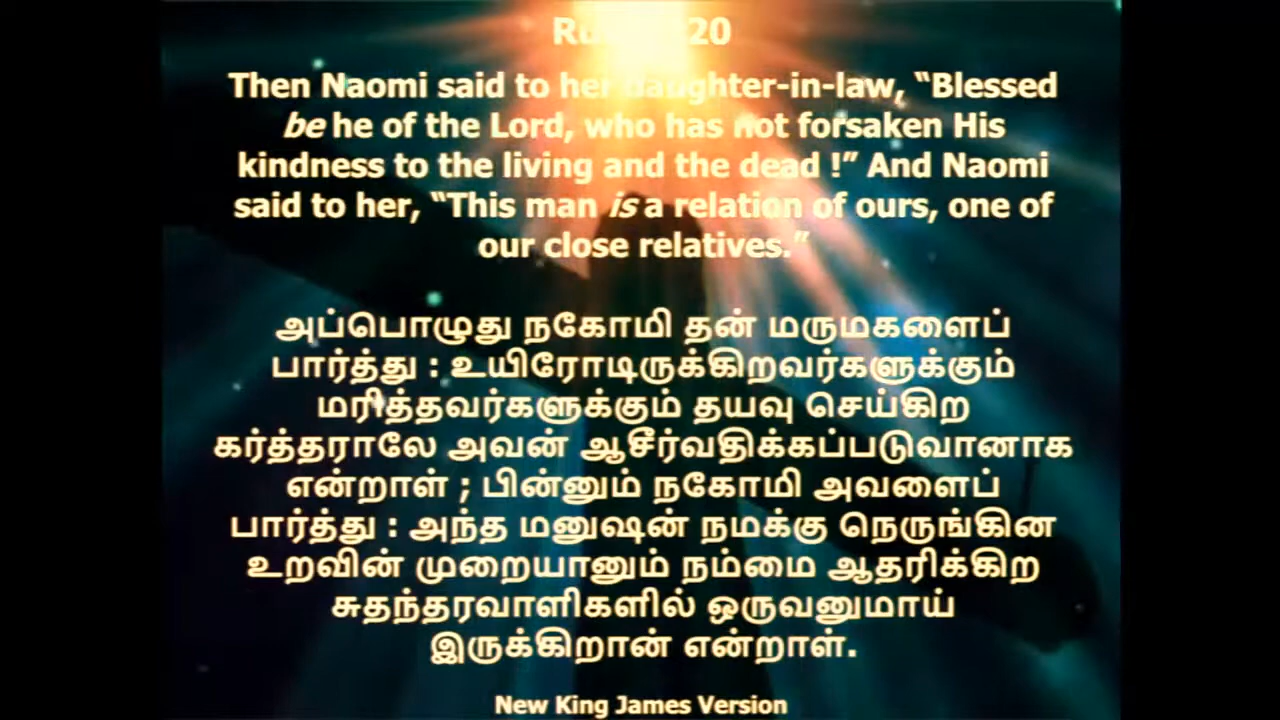 20
Then Naomi said to her daughter-in-law, “Blessed
be he of the Lord, who has not forsaken His
kindness to the living and the dead !” And Naomi
said to her, “This man is a relation of ours, one of
our close relatives.”
அப்பொழுது நகோமி தன் மருமகளைப்
பார்த்து : உயிரோடிருக்கிறவர்களுக்கும்
மரித்தவர்களுக்கும் தயவு செய்கிற
கர்த்தராலே அவன் ஆசீர்வதிக்கப்படுவானாக
என்றாள் ; பின்னும் நகோமி அவளைப்
பார்த்து : அந்த மனுஷன் நமக்கு நெருங்கின
உறவின் முறையானும் நம்மை ஆதரிக்கிற
சுதந்தரவாளிகளில் ஒருவனுமாய்
இருக்கிறான் என்றாள்.
New King James Version